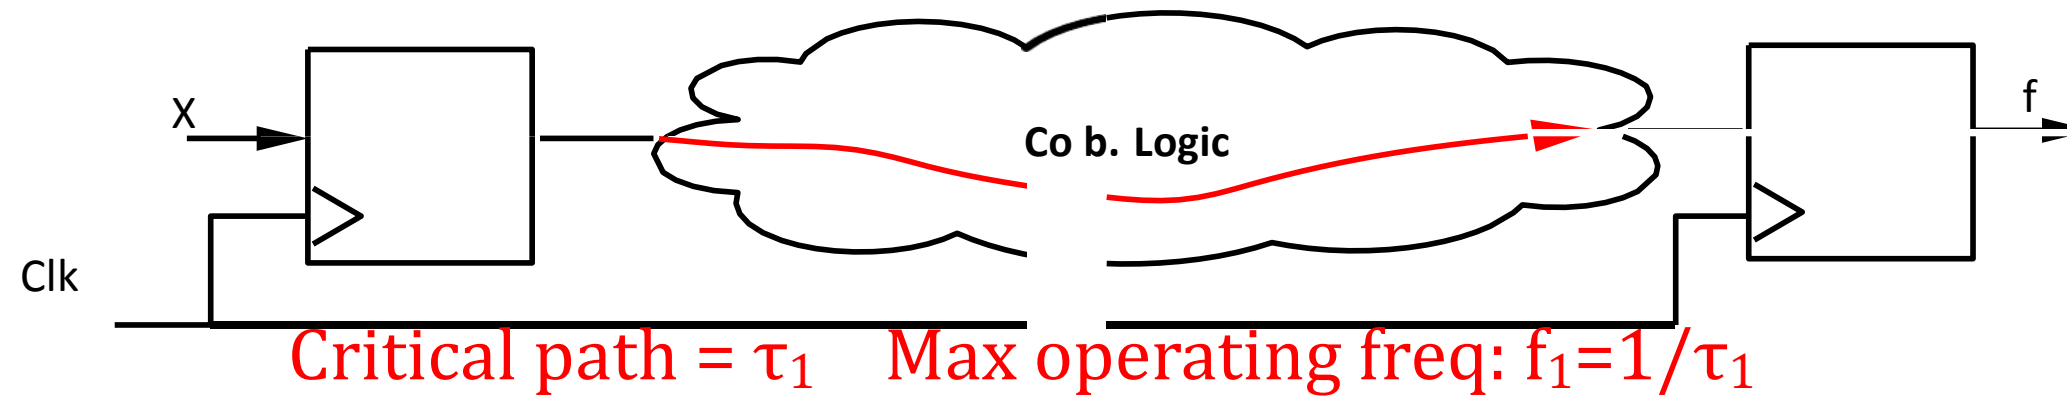 X
f
Co b. Logic
Clk
Critical path = τ₁ Max operating freq: f₁=1/τ₁